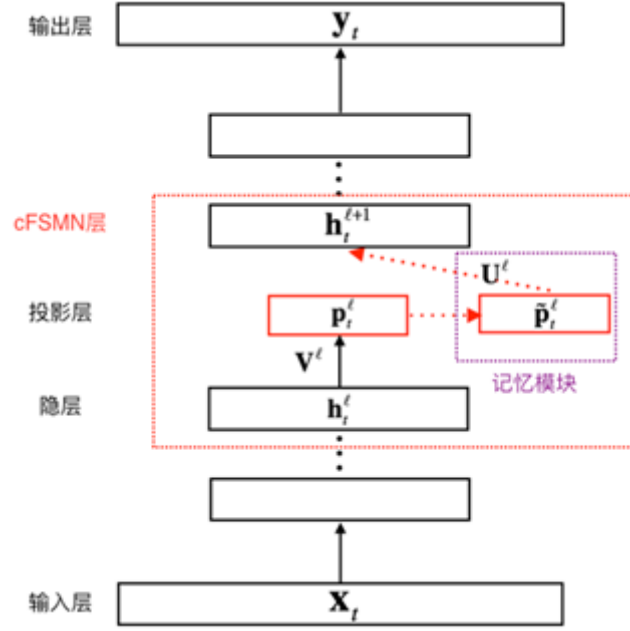 输出层 y_t
cFSMN层 h_t^{ℓ+1}
U^ℓ
投影层 p_t^ℓ p̃_t^ℓ
V^ℓ
记忆模块
隐层 h_t^ℓ
输入层 x_t